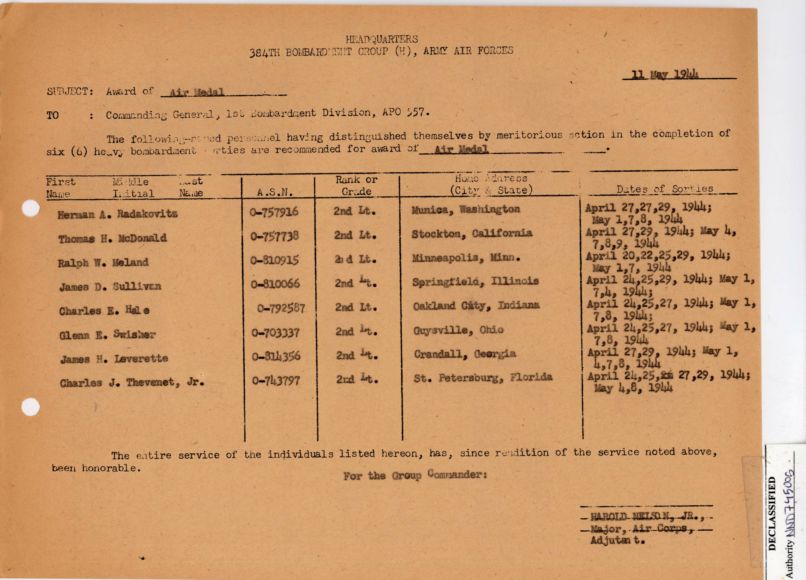 HEADQUARTERS
384TH BOMBARDMENT GROUP (H), ARMY AIR FORCES
11 May 1944
SUBJECT: Award of Air Medal
TO : Commanding General, 1st Bombardment Division, APO 557.
The following-named personnel having distinguished themselves by meritorious action in the completion of
six (6) heavy bombardment sorties are recommended for award of Air Medal .
First Middle Last Rank or Home Address
Name Initial Name A.S.N. Grade (City & State) Dates of Sorties
Herman A. Radakovitz O-757916 2nd Lt. Munica, Washington April 27,27,29, 1944;
May 1,7,8, 1944
Thomas H. McDonald O-757738 2nd Lt. Stockton, California April 27,29, 1944; May 4,
7,8,9, 1944
Ralph W. Meland O-810915 2nd Lt. Minneapolis, Minn. April 20,22,25,29, 1944;
May 1,7, 1944
James D. Sullivan O-810066 2nd Lt. Springfield, Illinois April 24,25,29, 1944; May 1,
7,4, 1944;
Charles E. Hale O-792587 2nd Lt. Oakland City, Indiana April 24,25,27, 1944; May 1,
7,8, 1944;
Glenn E. Swisher O-703337 2nd Lt. Guysville, Ohio April 24,25,27, 1944; May 1,
7,8, 1944
James H. Leverette O-814356 2nd Lt. Crandall, Georgia April 27,29, 1944; May 1,
4,7,8, 1944
Charles J. Thevenet, Jr. O-743797 2nd Lt. St. Petersburg, Florida April 24,25, 27,29, 1944;
May 4,8, 1944
The entire service of the individuals listed hereon, has, since rendition of the service noted above,
been honorable.
For the Group Commander:
HAROLD NELSON, JR.,
Major, Air Corps,
Adjutant.
DECLASSIFIED
Authority NND745005